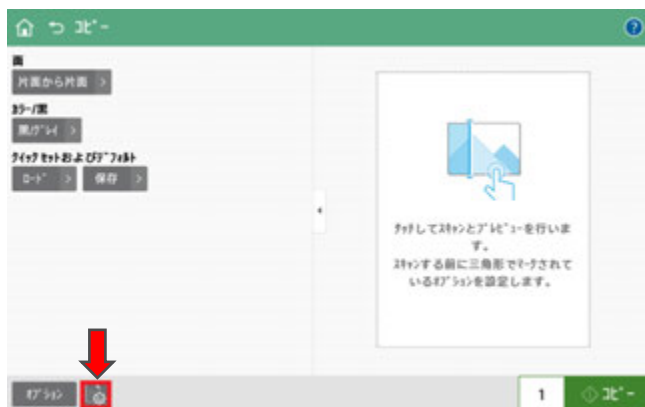 コピー
面
片面から片面
カラー/黒
黒/グレイ
クイックセットおよびデフォルト
ロード 保存
タッチしてスキャンとプレビューを行いま
す。
スキャンする前に三角形でマークされて
いるオプションを設定します。
オプション
1 コピー